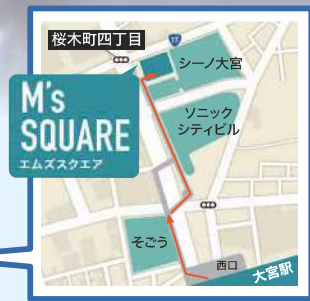 桜木町四丁目
17
シーノ大宮
M's
SQUARE
エムズスクエア
ソニック
シティビル
そごう
西口
大宮駅